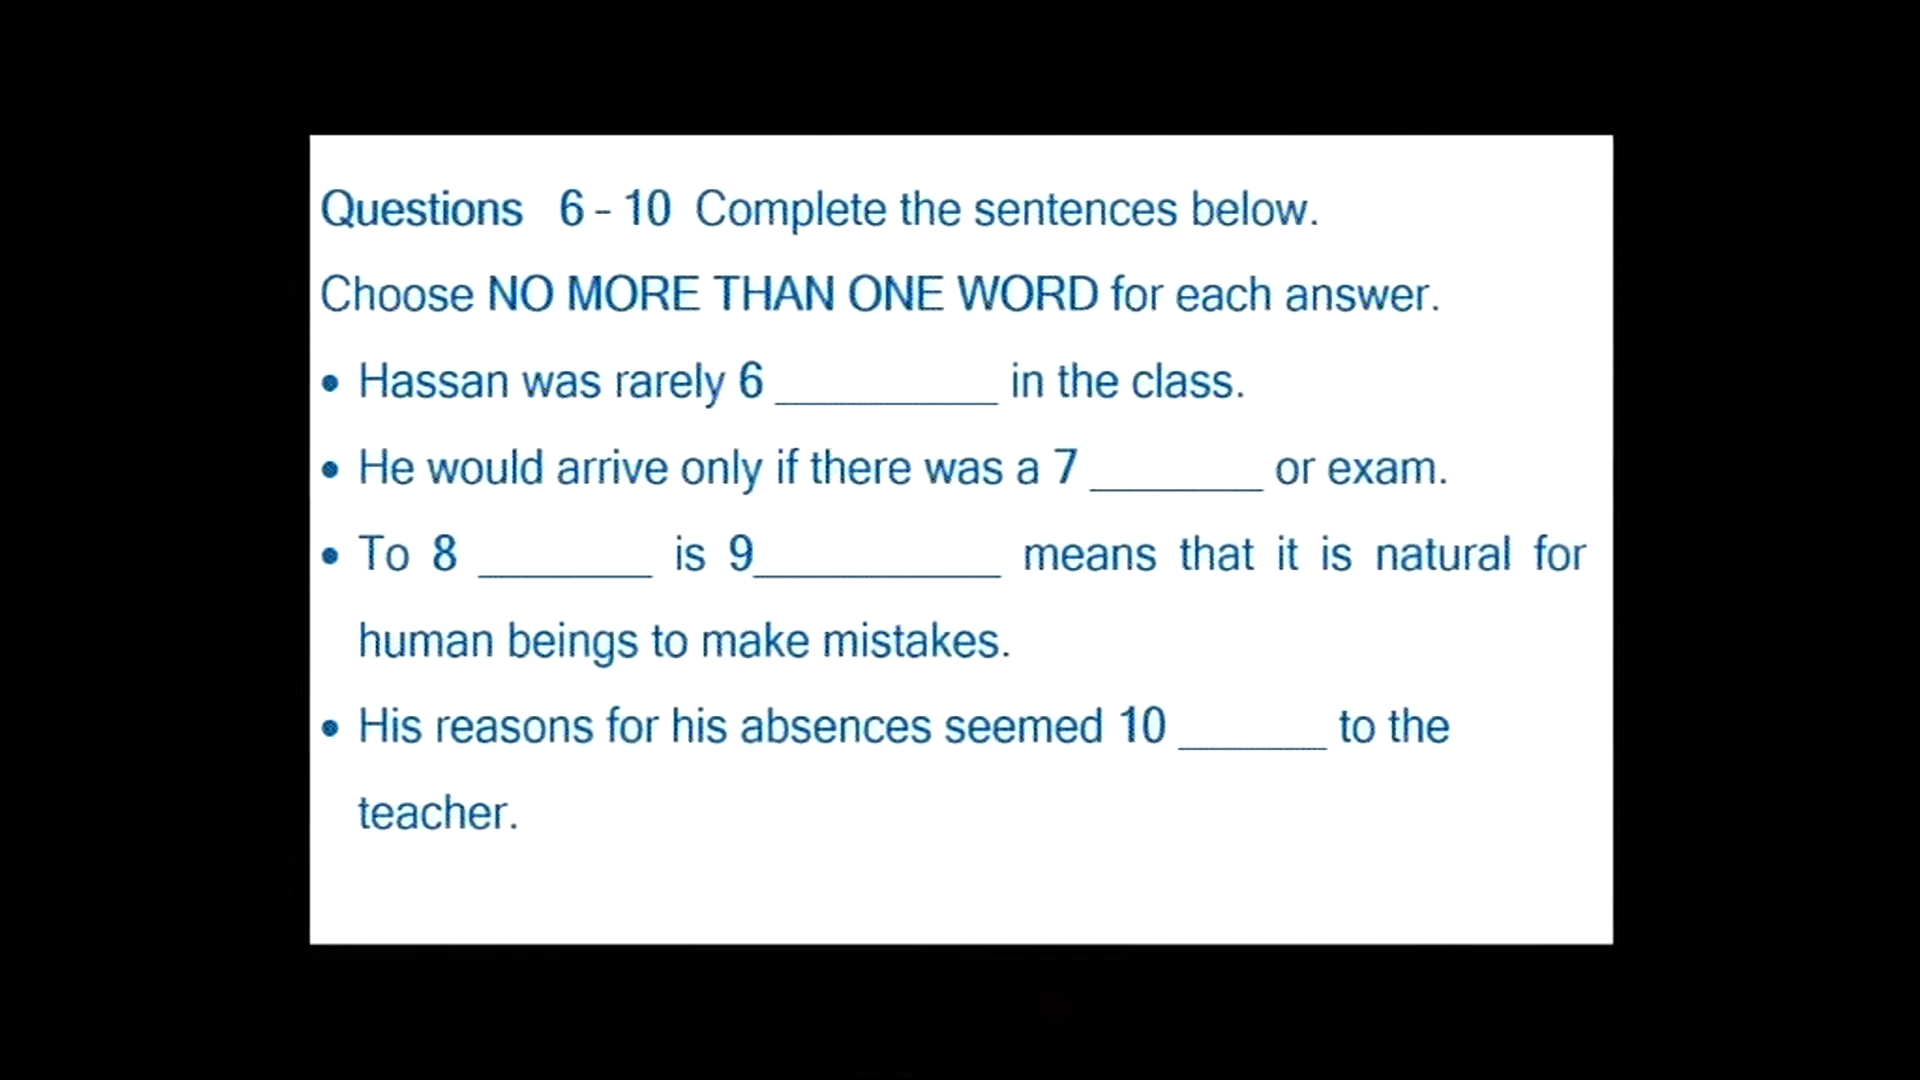 Questions 6 - 10 Complete the sentences below.
Choose NO MORE THAN ONE WORD for each answer.
• Hassan was rarely 6 _________ in the class.
• He would arrive only if there was a 7 _______ or exam.
• To 8 _______ is 9__________ means that it is natural for
human beings to make mistakes.
• His reasons for his absences seemed 10 ______ to the
teacher.